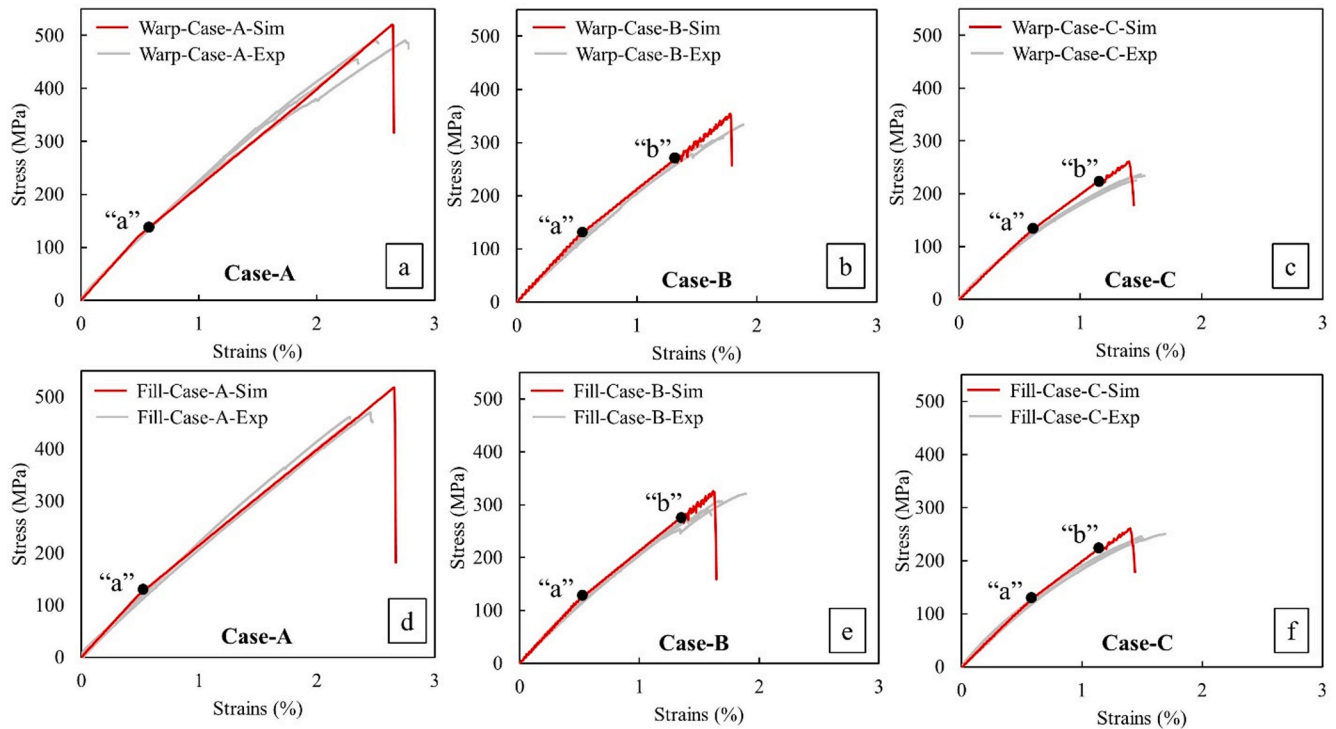 Warp-Case-A-Sim
Warp-Case-A-Exp
500
400
300
200
100
0
Stress (MPa)
"a"
Case-A
a
0 1 2 3
Strains (%)
Warp-Case-B-Sim
Warp-Case-B-Exp
500
400
300
200
100
0
Stress (MPa)
"b"
"a"
Case-B
b
0 1 2 3
Strains (%)
Warp-Case-C-Sim
Warp-Case-C-Exp
500
400
300
200
100
0
Stress (MPa)
"b"
"a"
Case-C
c
0 1 2 3
Strains (%)
Fill-Case-A-Sim
Fill-Case-A-Exp
500
400
300
200
100
0
Stress (MPa)
"a"
Case-A
d
0 1 2 3
Strains (%)
Fill-Case-B-Sim
Fill-Case-B-Exp
500
400
300
200
100
0
Stress (MPa)
"b"
"a"
Case-B
e
0 1 2 3
Strains (%)
Fill-Case-C-Sim
Fill-Case-C-Exp
500
400
300
200
100
0
Stress (MPa)
"b"
"a"
Case-C
f
0 1 2 3
Strains (%)